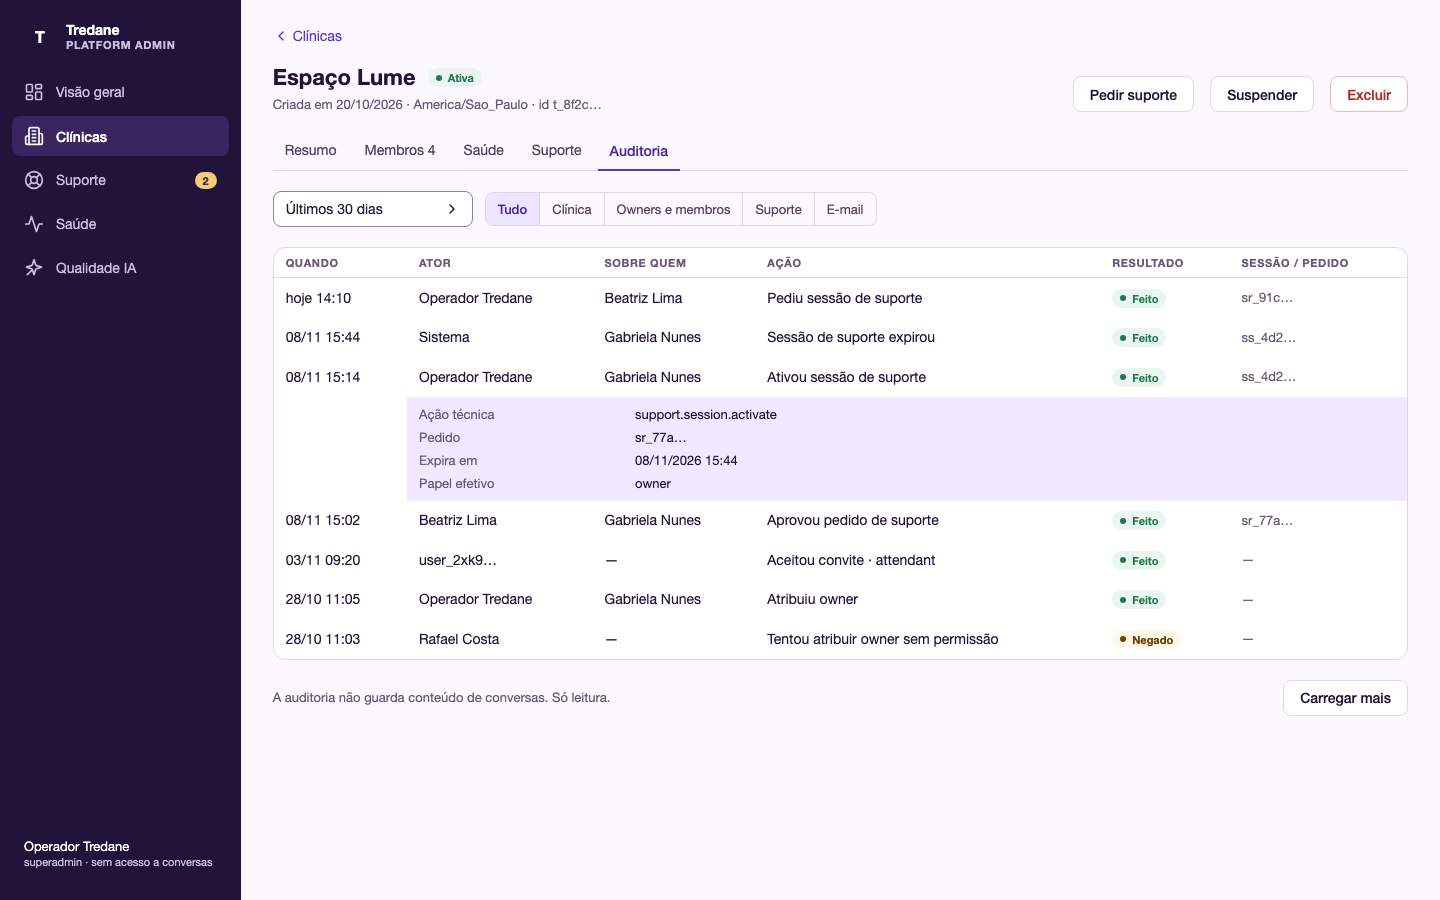 T
Tredane
PLATFORM ADMIN
Visão geral
Clínicas
Suporte 2
Saúde
Qualidade IA
Operador Tredane
superadmin · sem acesso a conversas
Clínicas
Espaço Lume Ativa
Criada em 20/10/2026 · America/Sao_Paulo · id t_8f2c…
Pedir suporte Suspender Excluir
Resumo Membros 4 Saúde Suporte Auditoria
Últimos 30 dias Tudo Clínica Owners e membros Suporte E-mail
QUANDO ATOR SOBRE QUEM AÇÃO RESULTADO SESSÃO / PEDIDO
hoje 14:10 Operador Tredane Beatriz Lima Pediu sessão de suporte Feito sr_91c…
08/11 15:44 Sistema Gabriela Nunes Sessão de suporte expirou Feito ss_4d2…
08/11 15:14 Operador Tredane Gabriela Nunes Ativou sessão de suporte Feito ss_4d2…
Ação técnica support.session.activate
Pedido sr_77a…
Expira em 08/11/2026 15:44
Papel efetivo owner
08/11 15:02 Beatriz Lima Gabriela Nunes Aprovou pedido de suporte Feito sr_77a…
03/11 09:20 user_2xk9… — Aceitou convite · attendant Feito —
28/10 11:05 Operador Tredane Gabriela Nunes Atribuiu owner Feito —
28/10 11:03 Rafael Costa — Tentou atribuir owner sem permissão Negado —
A auditoria não guarda conteúdo de conversas. Só leitura. Carregar mais